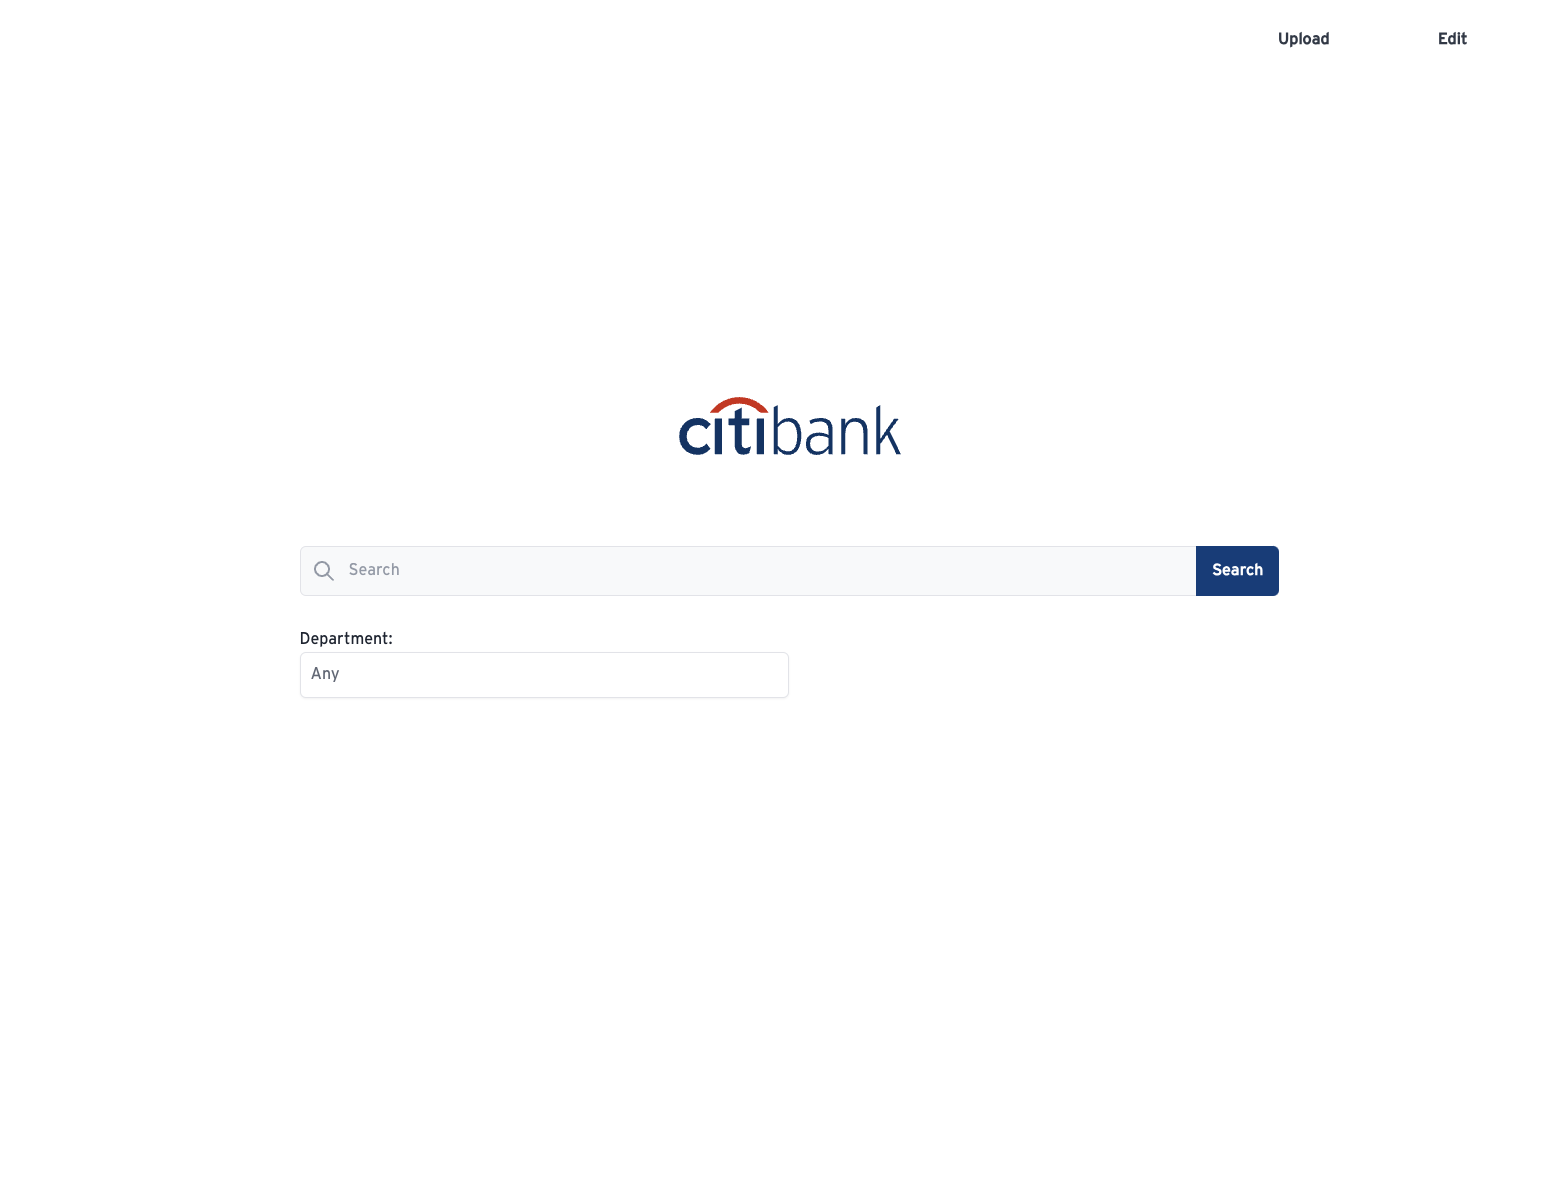 Upload Edit
citibank
Search Search
Department:
Any